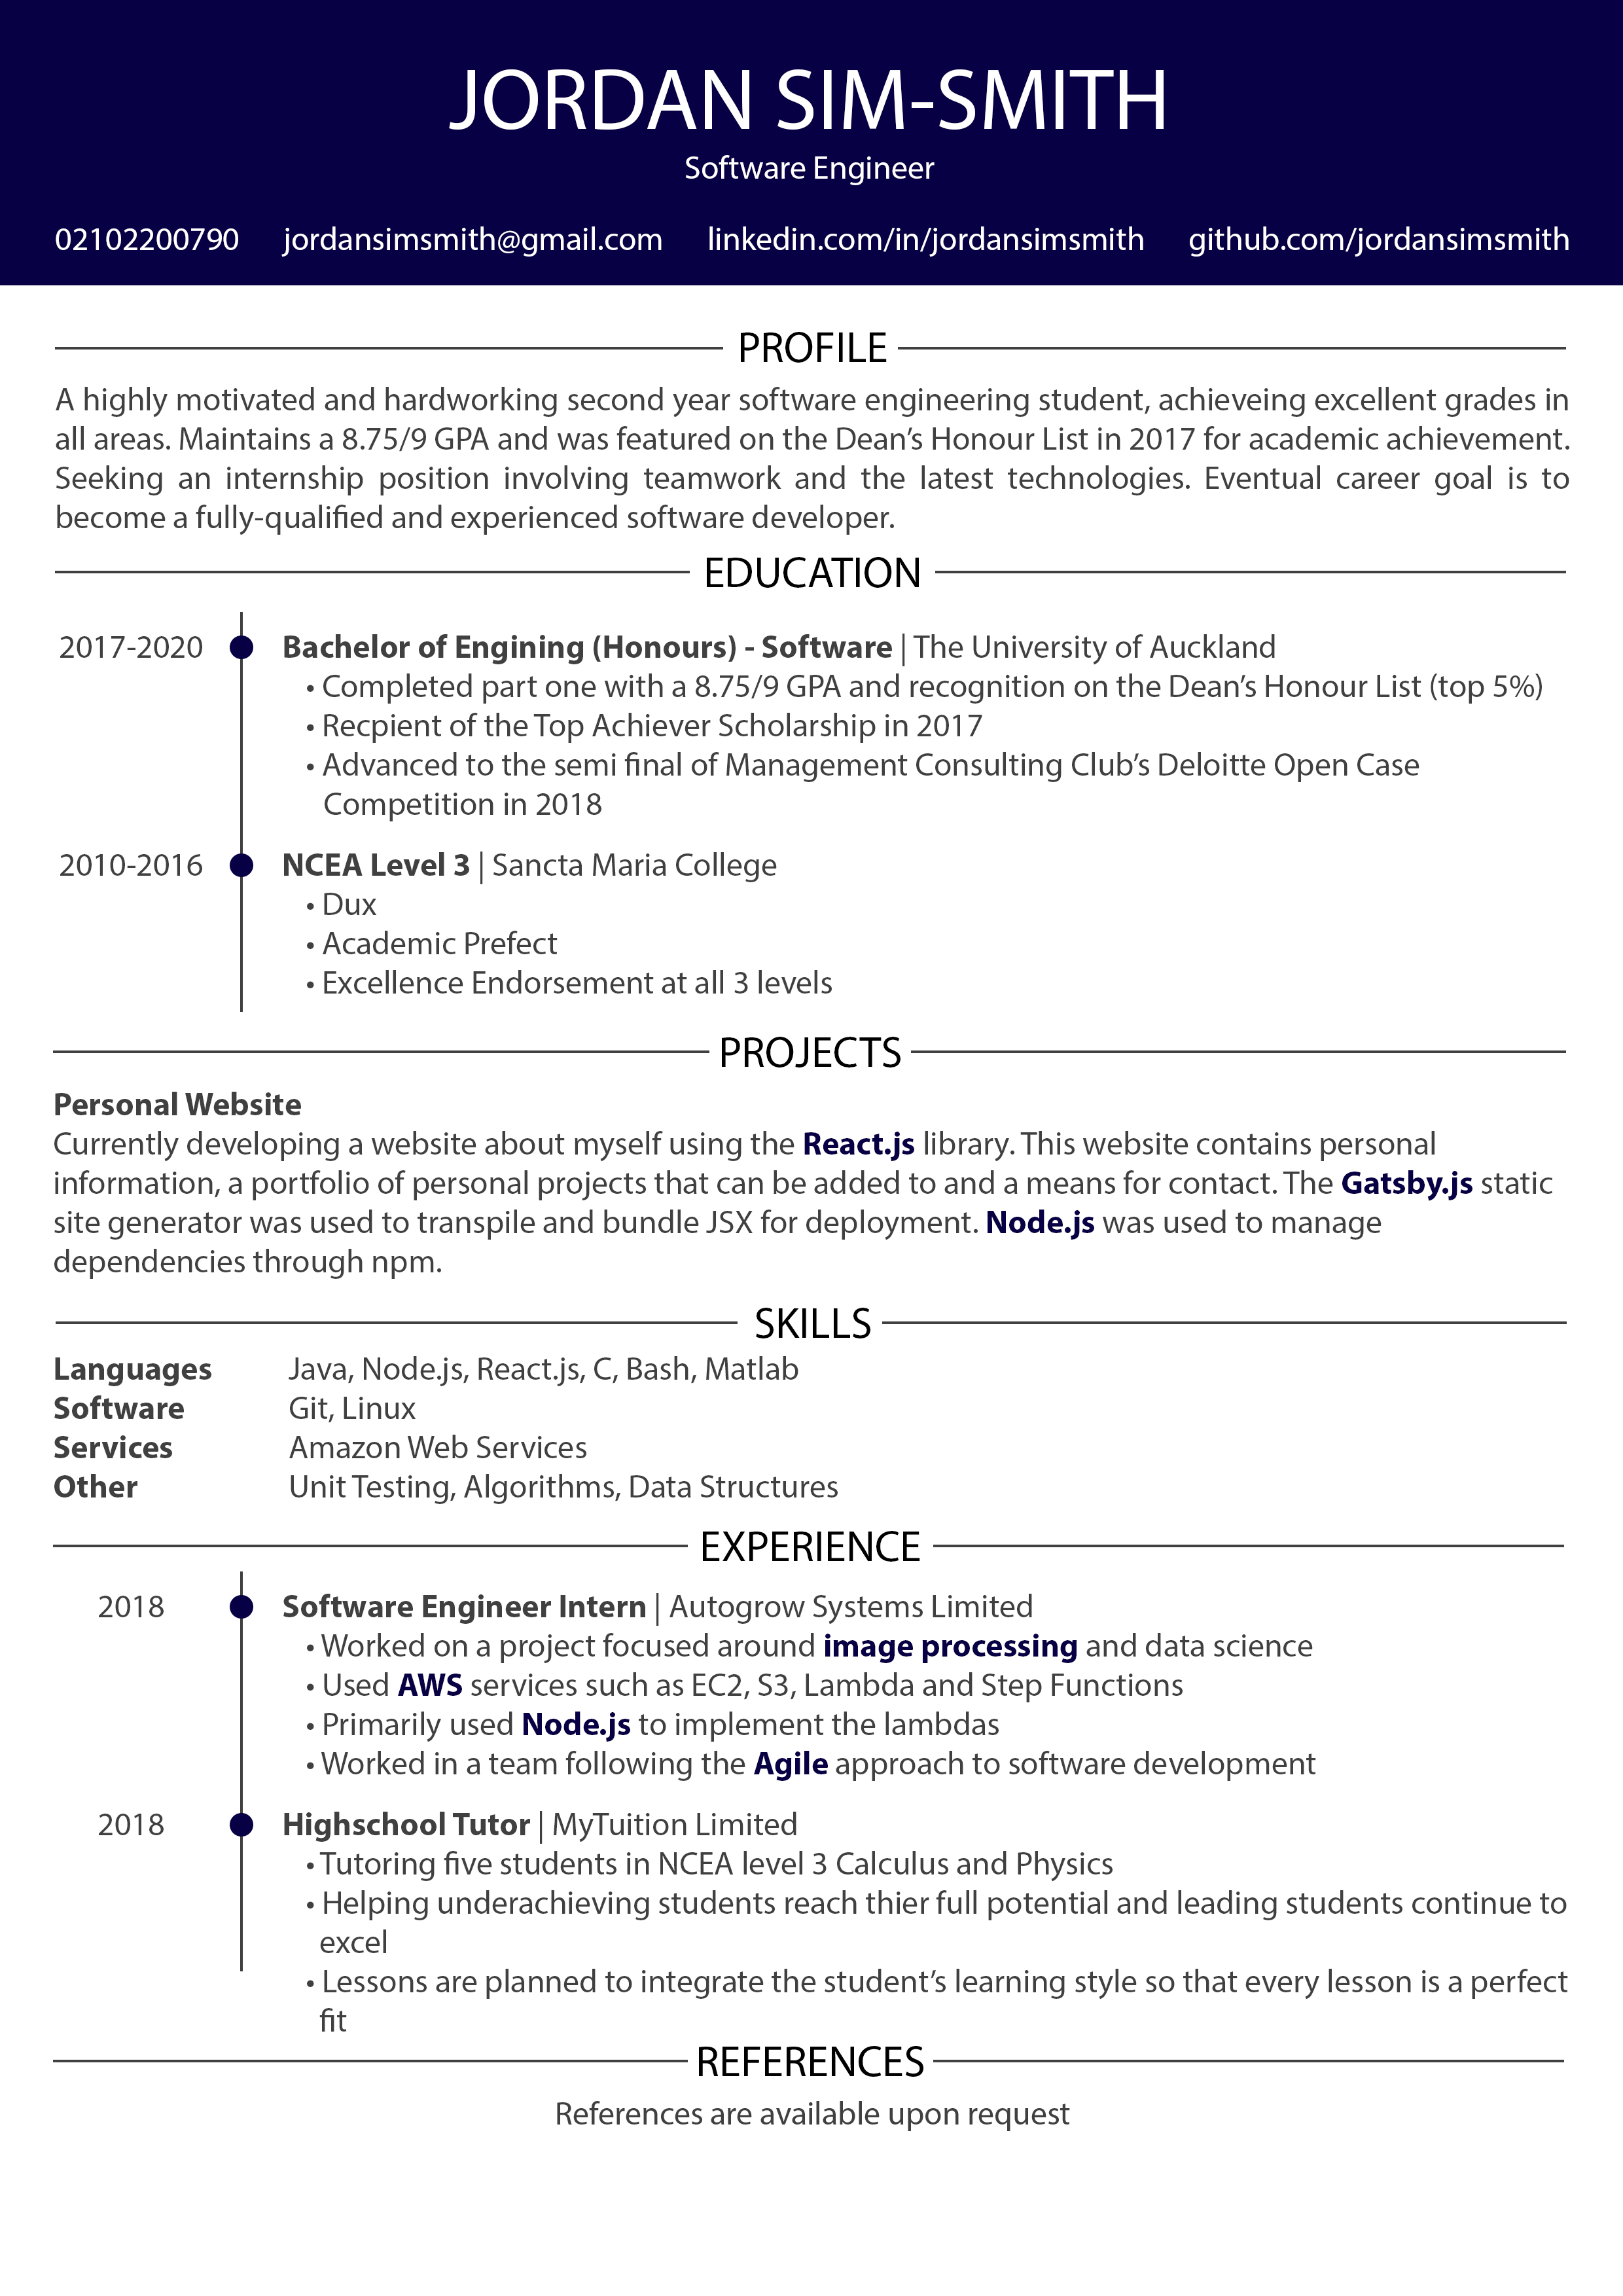 JORDAN SIM-SMITH
Software Engineer
02102200790 jordansimsmith@gmail.com linkedin.com/in/jordansimsmith github.com/jordansimsmith
PROFILE
A highly motivated and hardworking second year software engineering student, achieveing excellent grades in
all areas. Maintains a 8.75/9 GPA and was featured on the Dean’s Honour List in 2017 for academic achievement.
Seeking an internship position involving teamwork and the latest technologies. Eventual career goal is to
become a fully-qualified and experienced software developer.
EDUCATION
2017-2020 Bachelor of Engining (Honours) - Software | The University of Auckland
• Completed part one with a 8.75/9 GPA and recognition on the Dean’s Honour List (top 5%)
• Recpient of the Top Achiever Scholarship in 2017
• Advanced to the semi final of Management Consulting Club’s Deloitte Open Case
Competition in 2018
2010-2016 NCEA Level 3 | Sancta Maria College
• Dux
• Academic Prefect
• Excellence Endorsement at all 3 levels
PROJECTS
Personal Website
Currently developing a website about myself using the React.js library. This website contains personal
information, a portfolio of personal projects that can be added to and a means for contact. The Gatsby.js static
site generator was used to transpile and bundle JSX for deployment. Node.js was used to manage
dependencies through npm.
SKILLS
Languages Java, Node.js, React.js, C, Bash, Matlab
Software Git, Linux
Services Amazon Web Services
Other Unit Testing, Algorithms, Data Structures
EXPERIENCE
2018 Software Engineer Intern | Autogrow Systems Limited
• Worked on a project focused around image processing and data science
• Used AWS services such as EC2, S3, Lambda and Step Functions
• Primarily used Node.js to implement the lambdas
• Worked in a team following the Agile approach to software development
2018 Highschool Tutor | MyTuition Limited
• Tutoring five students in NCEA level 3 Calculus and Physics
• Helping underachieving students reach thier full potential and leading students continue to
excel
• Lessons are planned to integrate the student’s learning style so that every lesson is a perfect
fit
REFERENCES
References are available upon request